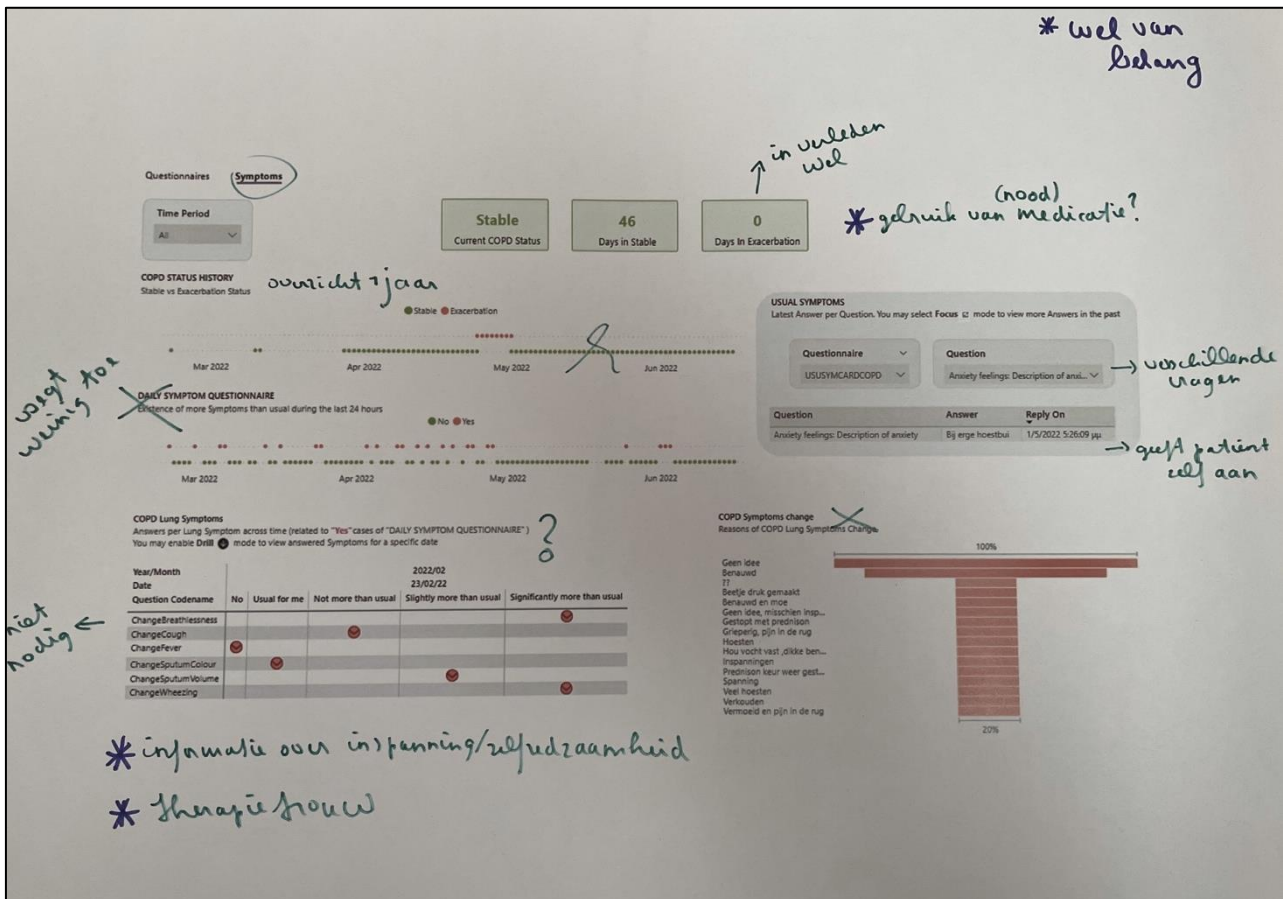 * wel van
belang
in verleden
wel
Questionnaires Symptoms
Time Period
All
Stable
Current COPD Status
46
Days in Stable
0
Days In Exacerbation
(nood)
* gebruik van medicatie?
COPD STATUS HISTORY
Stable vs Exacerbation Status
overzicht 1 jaar
Stable Exacerbation
Mar 2022 Apr 2022 May 2022 Jun 2022
voegt
weinig toe
DAILY SYMPTOM QUESTIONNAIRE
Existence of more Symptoms than usual during the last 24 hours
No Yes
Mar 2022 Apr 2022 May 2022 Jun 2022
USUAL SYMPTOMS
Latest Answer per Question. You may select Focus mode to view more Answers in the past
Questionnaire
USUSYMCARDCOPD
Question
Anxiety feelings: Description of anxi...
verschillende
vragen
Question Answer Reply On
Anxiety feelings: Description of anxiety Bij erge hoestbui 1/5/2022 5:26:09 μμ
geeft patient
zelf aan
COPD Lung Symptoms
Answers per Lung Symptom across time (related to "Yes" cases of "DAILY SYMPTOM QUESTIONNAIRE")
You may enable Drill mode to view answered Symptoms for a specific date
?
Year/Month 2022/02
Date 23/02/22
Question Codename No Usual for me Not more than usual Slightly more than usual Significantly more than usual
ChangeBreathlessness
ChangeCough
ChangeFever
ChangeSputumColour
ChangeSputumVolume
ChangeWheezing
niet
nodig
COPD Symptoms change
Reasons of COPD Lung Symptoms Change
100%
Geen idee
Benauwd
??
Beetje druk gemaakt
Benauwd en moe
Geen idee, misschien insp...
Gestopt met prednison
Grieperig, pijn in de rug
Hoesten
Hou vocht vast ,dikke ben...
Inspanningen
Prednison keur weer gest...
Spanning
Veel hoesten
Verkouden
Vermoeid en pijn in de rug
20%
* informatie over inspanning/zelfredzaamheid
* therapietrouw